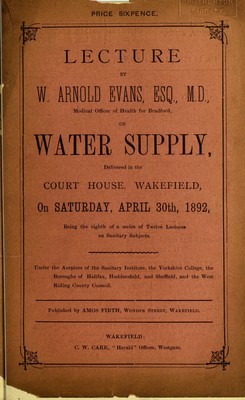 PRICE SIXPENCE.
LECTURE
BY
W. ARNOLD EVANS, ESQ., M.D.,
Medical Officer of Health for Bradford,
ON
WATER SUPPLY,
Delivered in the
COURT HOUSE, WAKEFIELD,
On SATURDAY, APRIL 30th, 1892,
Being the eighth of a series of Twelve Lectures
on Sanitary Subjects.
Under the Auspices of the Sanitary Institute, the Yorkshire College, the
Boroughs of Halifax, Huddersfield, and Sheffield, and the West
Riding County Council.
Published by AMOS FIRTH, Street, WAKEFIELD.
WAKEFIELD:
C. W. CARR, "Herald" Offices, Westgate.